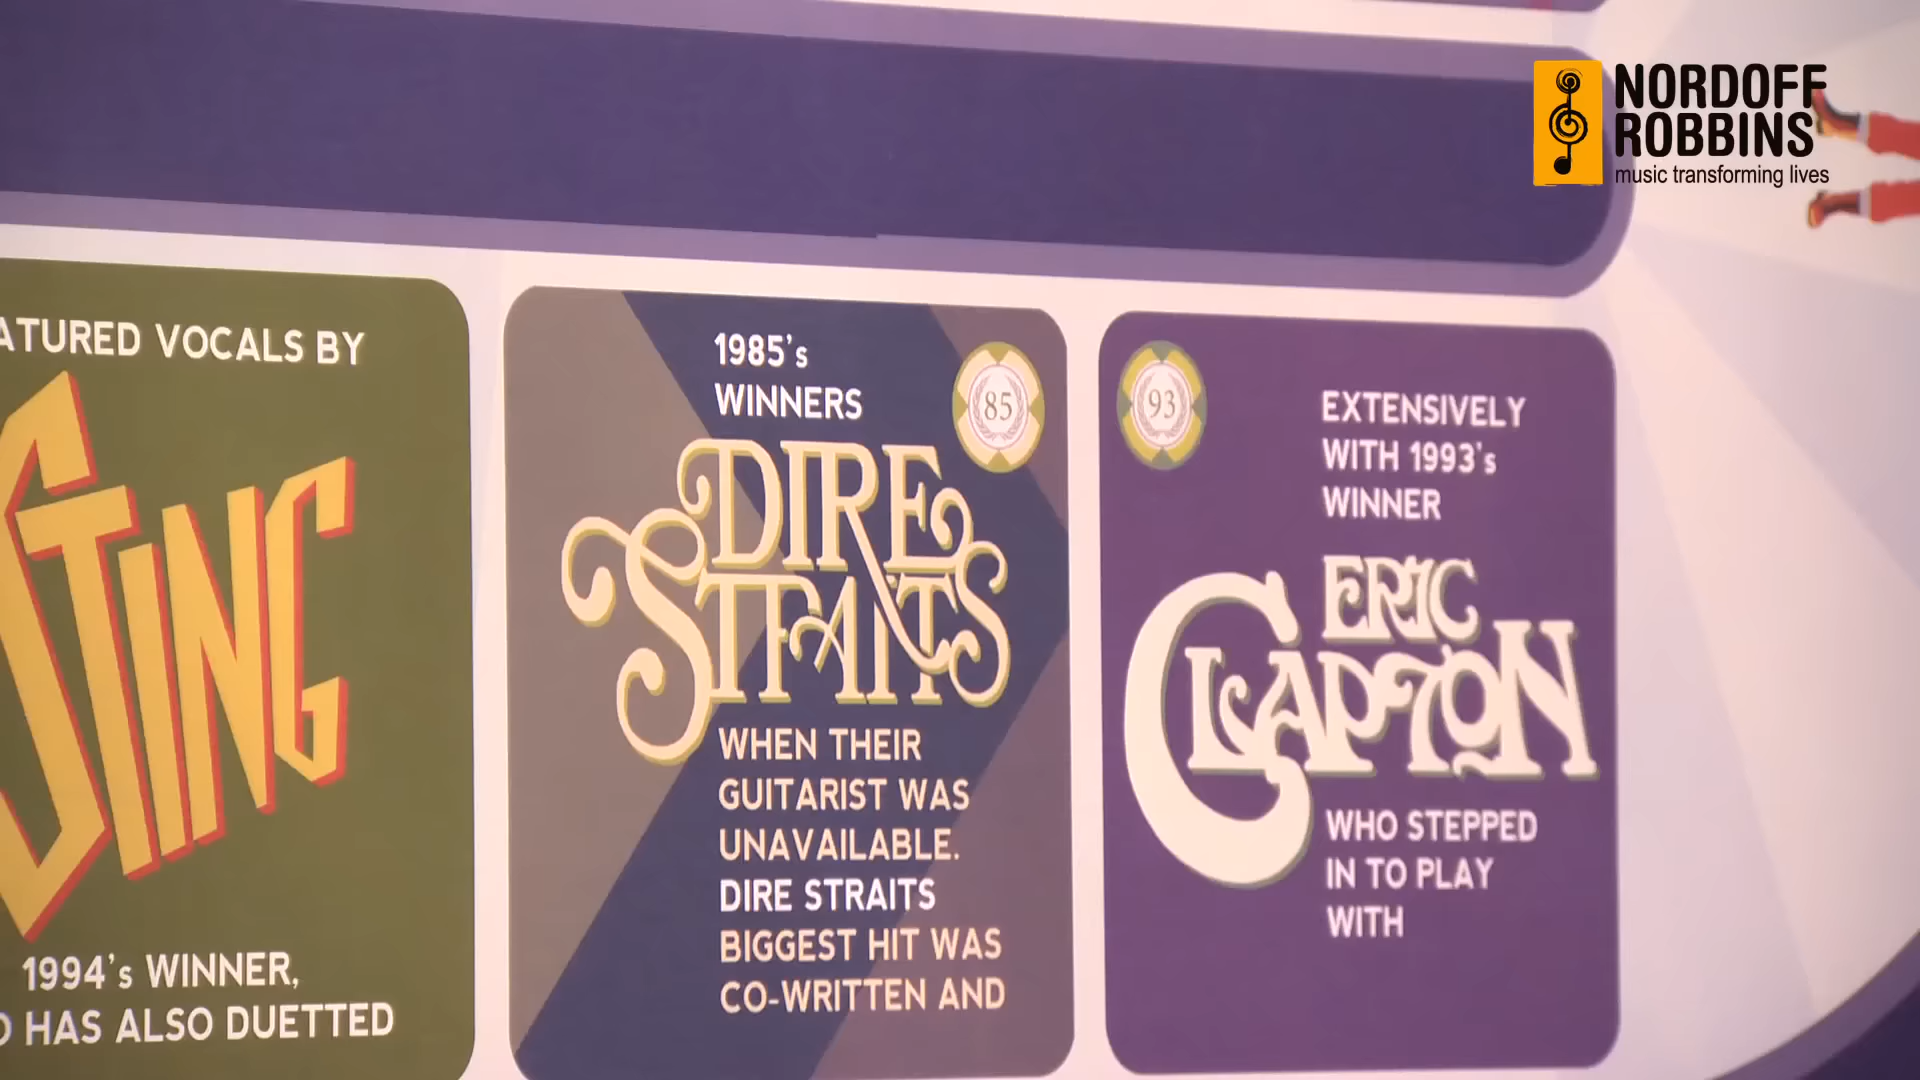 NORDOFF
ROBBINS
music transforming lives
ATURED VOCALS BY
STING
1994's WINNER,
HAS ALSO DUETTED
1985's
WINNERS
85
DIRE
STRAITS
WHEN THEIR
GUITARIST WAS
UNAVAILABLE.
DIRE STRAITS
BIGGEST HIT WAS
CO-WRITTEN AND
93
EXTENSIVELY
WITH 1993's
WINNER
ERIC
CLAPTON
WHO STEPPED
IN TO PLAY
WITH